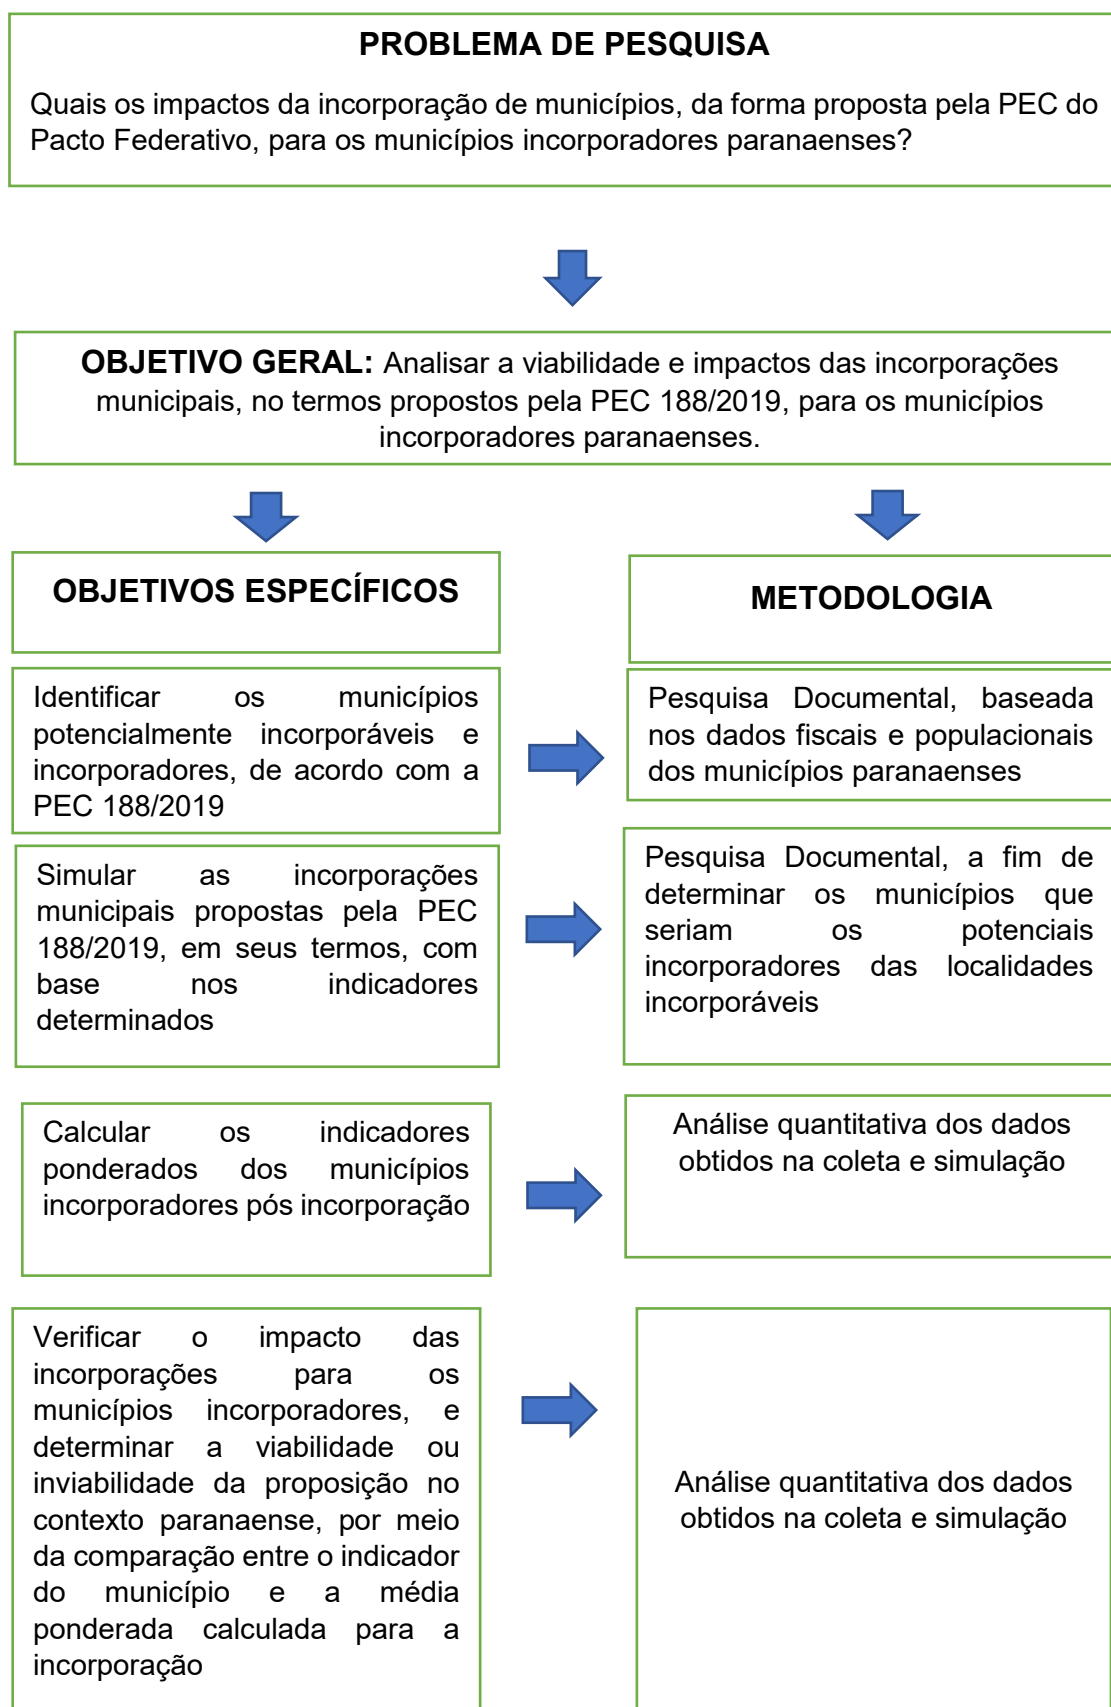 PROBLEMA DE PESQUISA
Quais os impactos da incorporação de municípios, da forma proposta pela PEC do
Pacto Federativo, para os municípios incorporadores paranaenses?
OBJETIVO GERAL: Analisar a viabilidade e impactos das incorporações
municipais, no termos propostos pela PEC 188/2019, para os municípios
incorporadores paranaenses.
OBJETIVOS ESPECÍFICOS
METODOLOGIA
Identificar os municípios
potencialmente incorporáveis e
incorporadores, de acordo com a
PEC 188/2019
Pesquisa Documental, baseada
nos dados fiscais e populacionais
dos municípios paranaenses
Simular as incorporações
municipais propostas pela PEC
188/2019, em seus termos, com
base nos indicadores
determinados
Pesquisa Documental, a fim de
determinar os municípios que
seriam os potenciais
incorporadores das localidades
incorporáveis
Calcular os indicadores
ponderados dos municípios
incorporadores pós incorporação
Análise quantitativa dos dados
obtidos na coleta e simulação
Verificar o impacto das
incorporações para os
municípios incorporadores, e
determinar a viabilidade ou
inviabilidade da proposição no
contexto paranaense, por meio
da comparação entre o indicador
do município e a média
ponderada calculada para a
incorporação
Análise quantitativa dos dados
obtidos na coleta e simulação